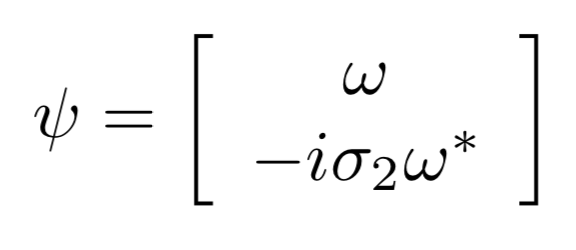 ψ = [ ω
−iσ₂ω* ]